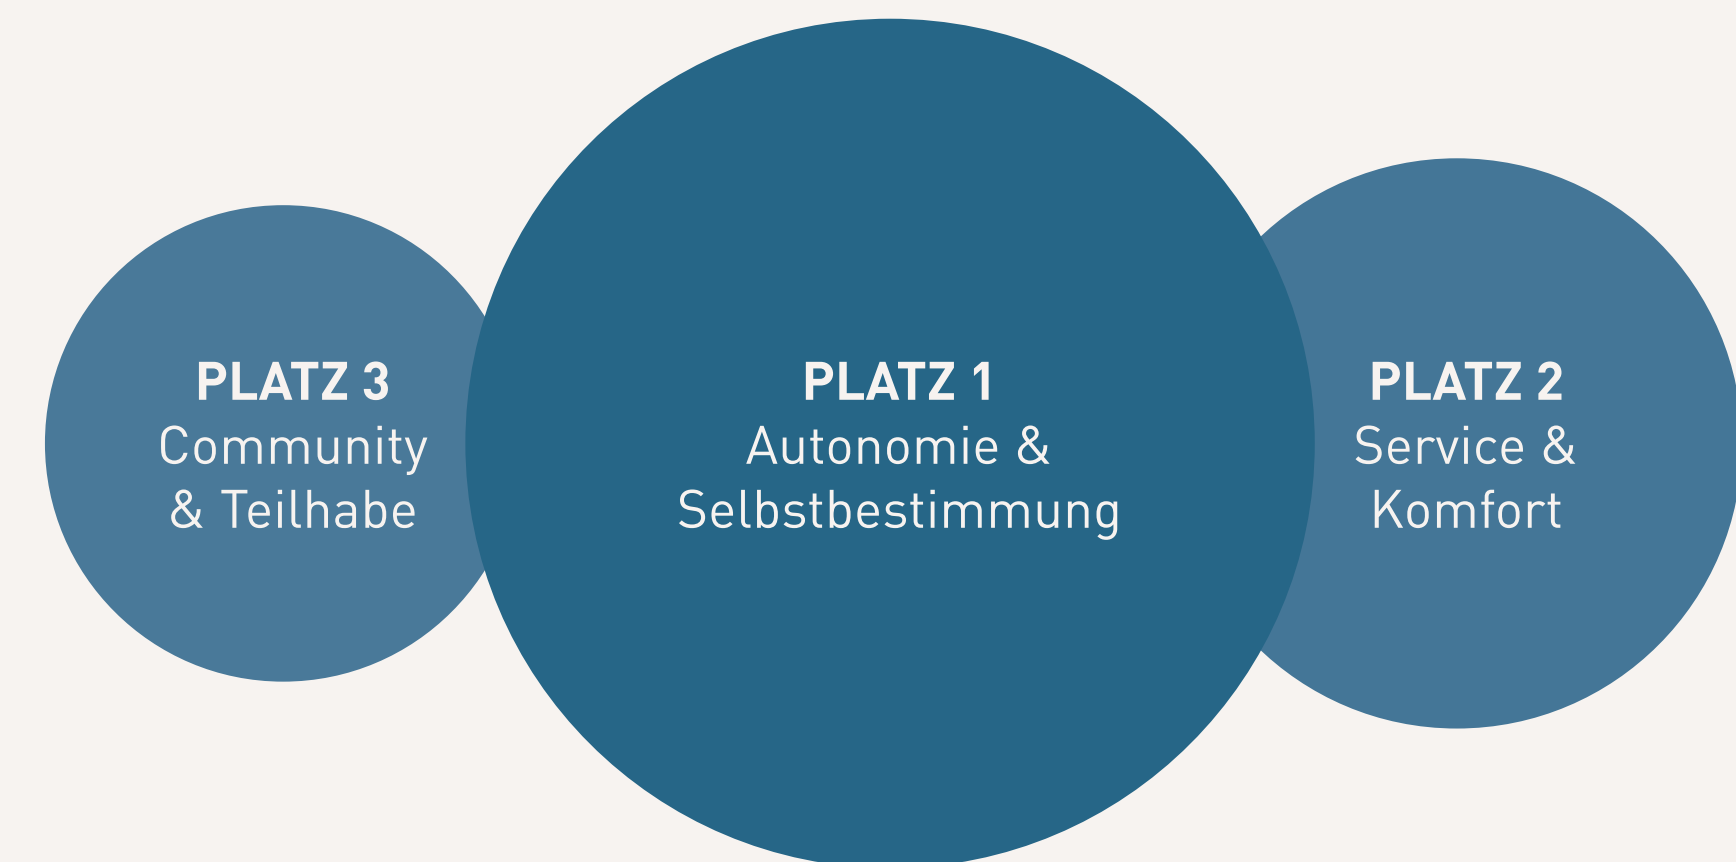 PLATZ 3
Community
& Teilhabe
PLATZ 1
Autonomie &
Selbstbestimmung
PLATZ 2
Service &
Komfort